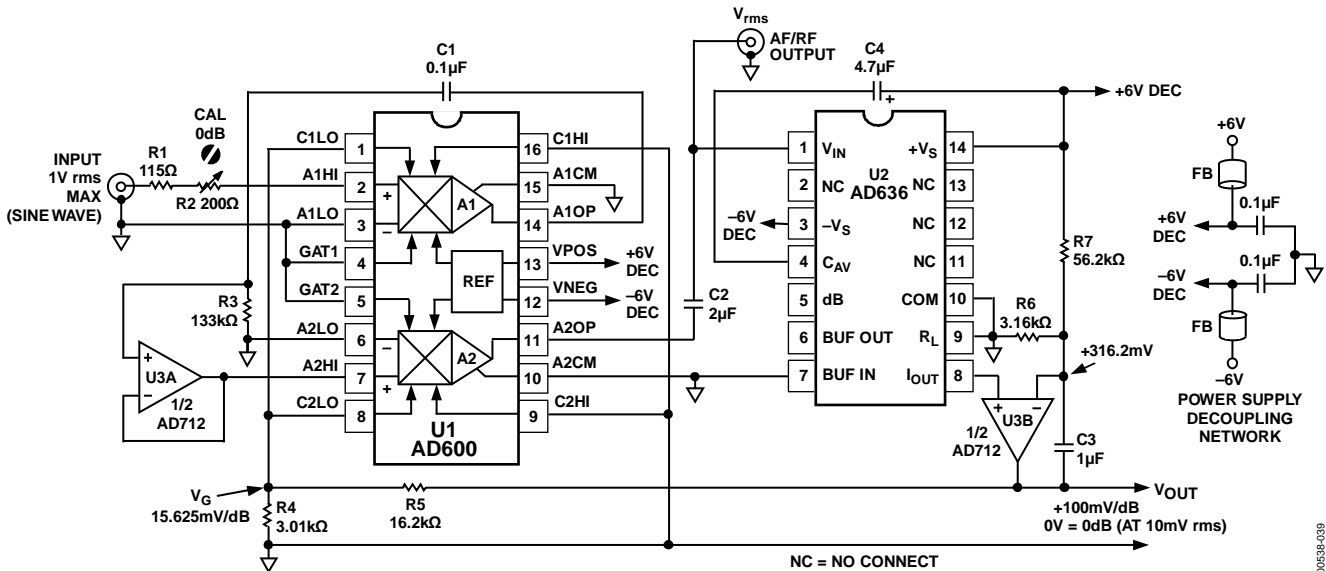 C1
0.1µF
CAL
0dB
INPUT
1V rms
MAX
(SINE WAVE)
R1
115Ω
R2 200Ω
C1LO
A1HI
A1LO
GAT1
GAT2
A2LO
A2HI
C2LO
1
2
3
4
5
6
7
8
+
–
A1
REF
–
A2
+
U1
AD600
16
15
14
13
12
11
10
9
C1HI
A1CM
A1OP
VPOS
VNEG
A2OP
A2CM
C2HI
+6V
DEC
–6V
DEC
R3
133kΩ
+
U3A
–
1/2
AD712
VG
15.625mV/dB
R4
3.01kΩ
R5
16.2kΩ
Vrms
AF/RF
OUTPUT
C2
2µF
C4
4.7µF
+
+6V DEC
–6V
DEC
1
2
3
4
5
6
7
VIN
NC
–VS
CAV
dB
BUF OUT
BUF IN
U2
AD636
+VS
NC
NC
NC
COM
RL
IOUT
14
13
12
11
10
9
8
R7
56.2kΩ
R6
3.16kΩ
+316.2mV
+
–
U3B
1/2
AD712
C3
1µF
VOUT
+100mV/dB
0V = 0dB (AT 10mV rms)
NC = NO CONNECT
+6V
FB
0.1µF
+6V
DEC
–6V
DEC
0.1µF
FB
–6V
POWER SUPPLY
DECOUPLING
NETWORK
00538-039